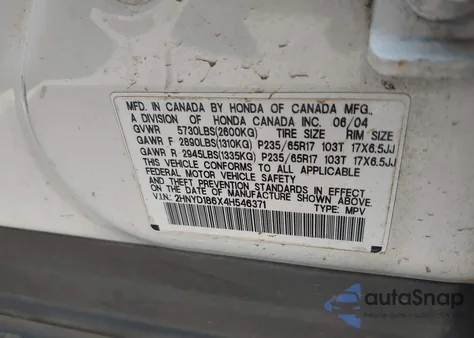 MFD. IN CANADA BY HONDA OF CANADA MFG.,
A DIVISION OF HONDA CANADA INC. 06/04
GVWR 5730LBS(2600KG) TIRE SIZE RIM SIZE
GAWR F 2890LBS(1310KG) P235/65R17 103T 17X6.5JJ
GAWR R 2945LBS(1335KG) P235/65R17 103T 17X6.5JJ
THIS VEHICLE CONFORMS TO ALL APPLICABLE
FEDERAL MOTOR VEHICLE SAFETY
AND THEFT PREVENTION STANDARDS IN EFFECT
ON THE DATE OF MANUFACTURE SHOWN ABOVE.
V.I.N.: 2HNYD186X4H546371 TYPE: MPV
autoSnap